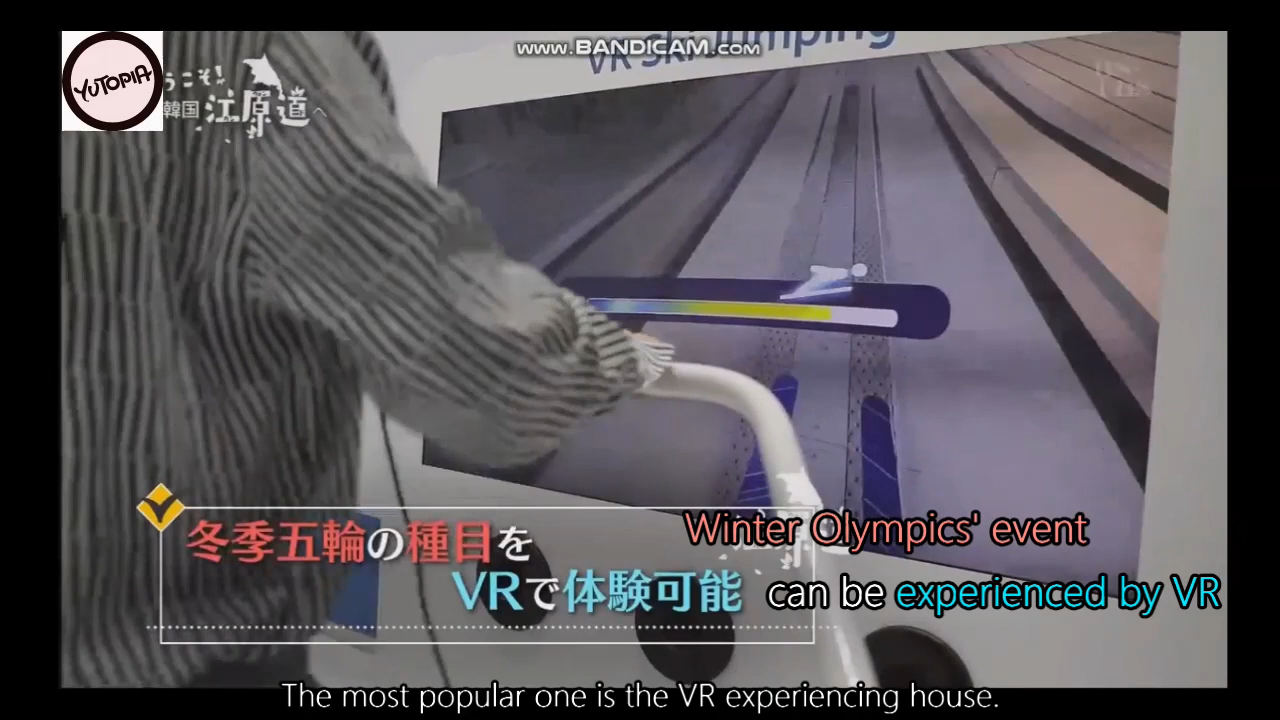 www.BANDICAM.com
VR Ski Jumping
YUTOPIA
うこそ!
韓国 江原道へ
冬季五輪の種目を
VRで体験可能
Winter Olympics' event
can be experienced by VR
The most popular one is the VR experiencing house.